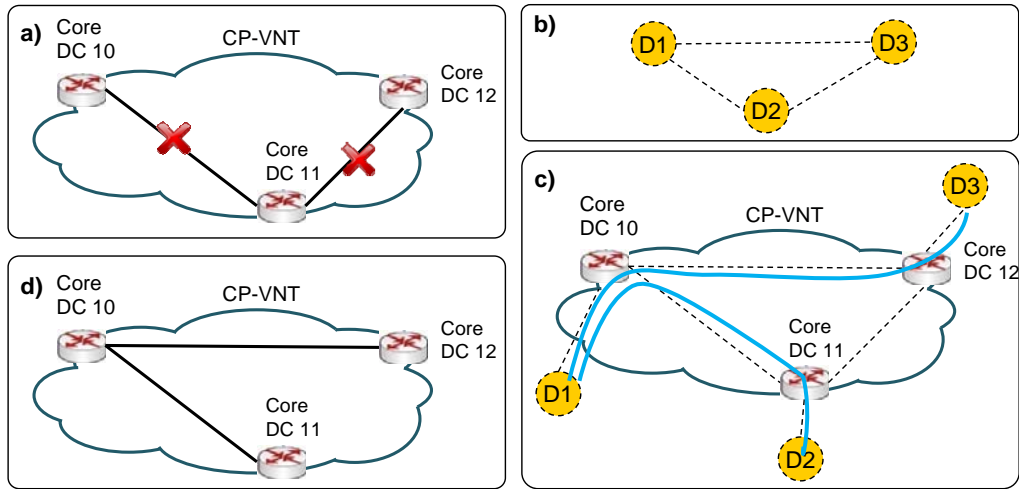 a)
Core
DC 10
CP-VNT
Core
DC 12
Core
DC 11
b)
D1
D3
D2
c)
Core
DC 10
CP-VNT
D3
Core
DC 12
Core
DC 11
D1
D2
d)
Core
DC 10
CP-VNT
Core
DC 12
Core
DC 11